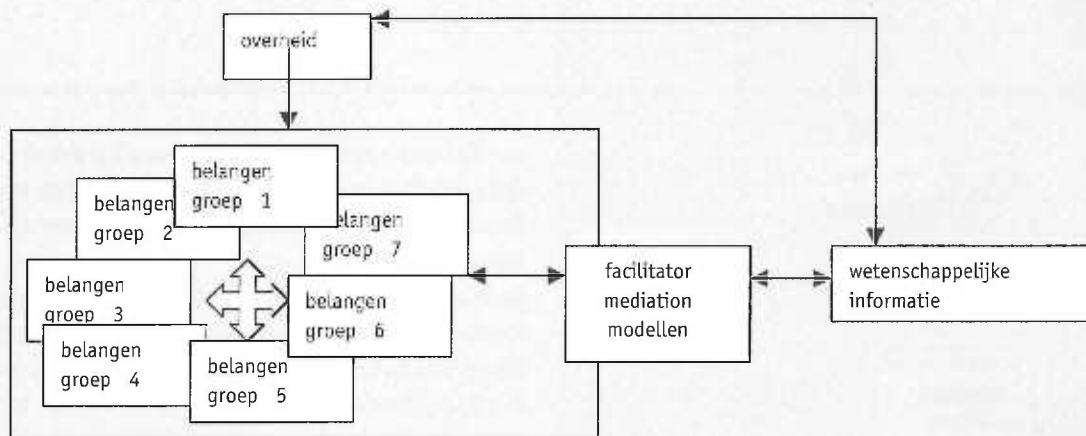 overheid
belangen
groep 1
belangen
groep 2
belangen
groep 7
belangen
groep 3
belangen
groep 6
belangen
groep 4
belangen
groep 5
facilitator
mediation
modellen
wetenschappelijke
informatie